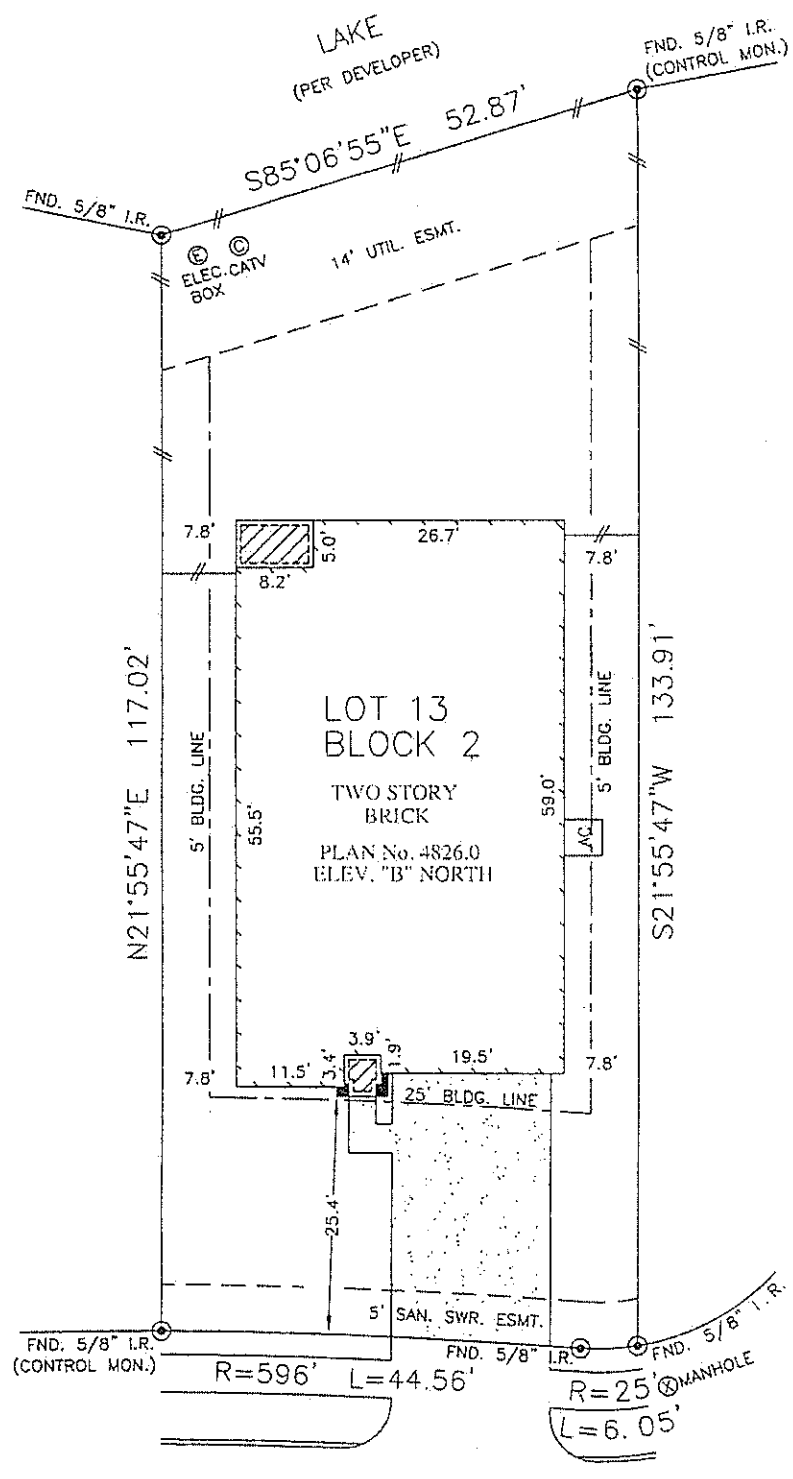 LAKE
(PER DEVELOPER)
FND. 5/8" I.R.
(CONTROL MON.)
S85°06'55"E 52.87'
FND. 5/8" I.R.
E C
ELEC. CATV
BOX
14' UTIL. ESMT.
7.8'
5.0'
26.7'
7.8'
8.2'
N21°55'47"E 117.02'
5' BLDG. LINE
55.5'
LOT 13
BLOCK 2
TWO STORY
BRICK
PLAN No. 4826.0
ELEV. "B" NORTH
59.0'
AC
5' BLDG. LINE
S21°55'47"W 133.91'
7.8'
11.5'
3.4'
3.9'
1.9'
19.5'
7.8'
25' BLDG. LINE
25.4'
5' SAN. SWR. ESMT.
FND. 5/8" I.R.
(CONTROL MON.)
FND. 5/8" I.R.
FND. 5/8" I.R.
R=596' L=44.56'
R=25'
MANHOLE
L=6.05'